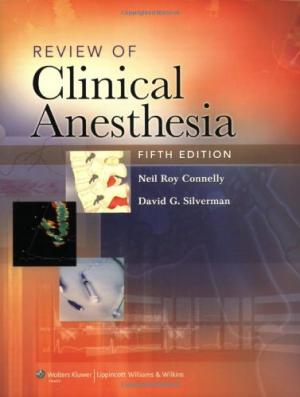 REVIEW OF
Clinical
Anesthesia
FIFTH EDITION
Neil Roy Connelly
David G. Silverman
Wolters Kluwer | Lippincott Williams & Wilkins